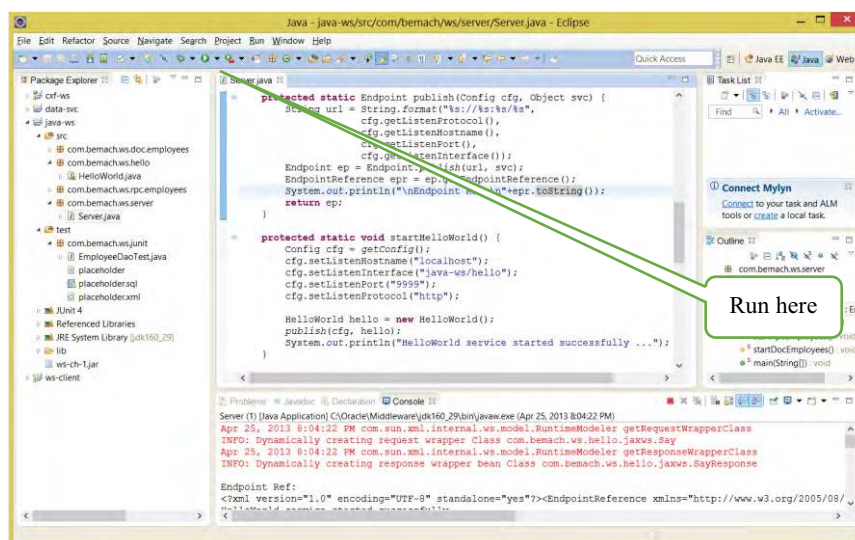 Java - java-ws/src/com/bemach/ws/server/Server.java - Eclipse
File Edit Refactor Source Navigate Search Project Run Window Help
Quick Access
Java EE
Java
Web
Package Explorer
cxf-ws
data-svc
java-ws
src
com.bemach.ws.doc.employees
com.bemach.ws.hello
HelloWorld.java
com.bemach.ws.rpc.employees
com.bemach.ws.server
Server.java
test
com.bemach.ws.junit
EmployeeDaoTest.java
placeholder
placeholder.sql
placeholder.xml
JUnit 4
Referenced Libraries
JRE System Library [jdk160_29]
lib
ws-ch-1.jar
ws-client
Server.java
protected static Endpoint publish(Config cfg, Object svc) {
String url = String.format("%s://%s:%s/%s",
cfg.getListenProtocol(),
cfg.getListenHostname(),
cfg.getListenPort(),
cfg.getListenInterface());
Endpoint ep = Endpoint.publish(url, svc);
EndpointReference epr = ep.getEndpointReference();
System.out.println("\nEndpoint Ref:\n"+epr.toString());
return ep;
}
protected static void startHelloWorld() {
Config cfg = getConfig();
cfg.setListenHostname("localhost");
cfg.setListenInterface("java-ws/hello");
cfg.setListenPort("9999");
cfg.setListenProtocol("http");
HelloWorld hello = new HelloWorld();
publish(cfg, hello);
System.out.println("HelloWorld service started successfully ...");
}
Task List
Find
All
Activate...
Connect Mylyn
Connect to your task and ALM
tools or create a local task.
Outline
com.bemach.ws.server
Run here
startDocEmployees() : void
main(String[]) : void
Problems
Javadoc
Declaration
Console
Server (1) [Java Application] C:\Oracle\Middleware\jdk160_29\bin\javaw.exe (Apr 25, 2013 8:04:22 PM)
Apr 25, 2013 8:04:22 PM com.sun.xml.internal.ws.model.RuntimeModeler getRequestWrapperClass
INFO: Dynamically creating request wrapper Class com.bemach.ws.hello.jaxws.Say
Apr 25, 2013 8:04:22 PM com.sun.xml.internal.ws.model.RuntimeModeler getResponseWrapperClass
INFO: Dynamically creating response wrapper bean Class com.bemach.ws.hello.jaxws.SayResponse
Endpoint Ref:
<?xml version="1.0" encoding="UTF-8" standalone="yes"?><EndpointReference xmlns="http://www.w3.org/2005/08/